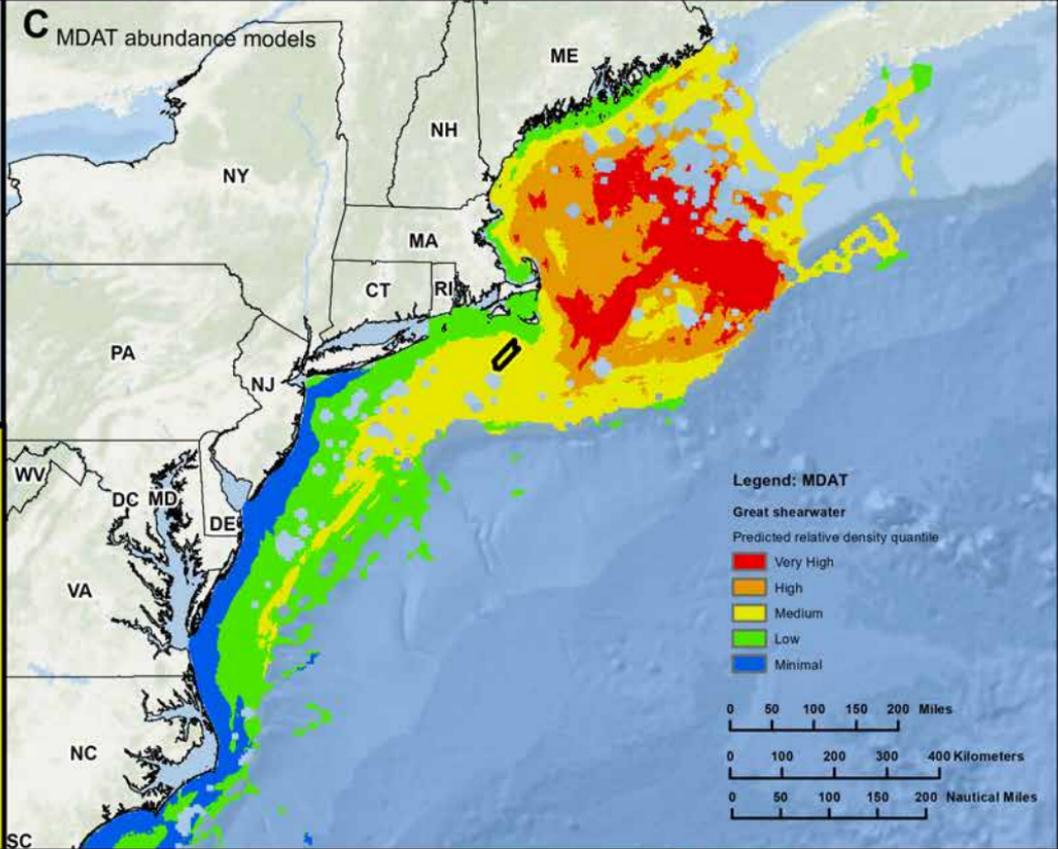 C MDAT abundance models
ME
NH
NY
MA
CT
RI
PA
NJ
WV
DC
MD
DE
VA
NC
SC
Legend: MDAT
Great shearwater
Predicted relative density quantile
Very High
High
Medium
Low
Minimal
0 50 100 150 200 Miles
0 100 200 300 400 Kilometers
0 50 100 150 200 Nautical Miles